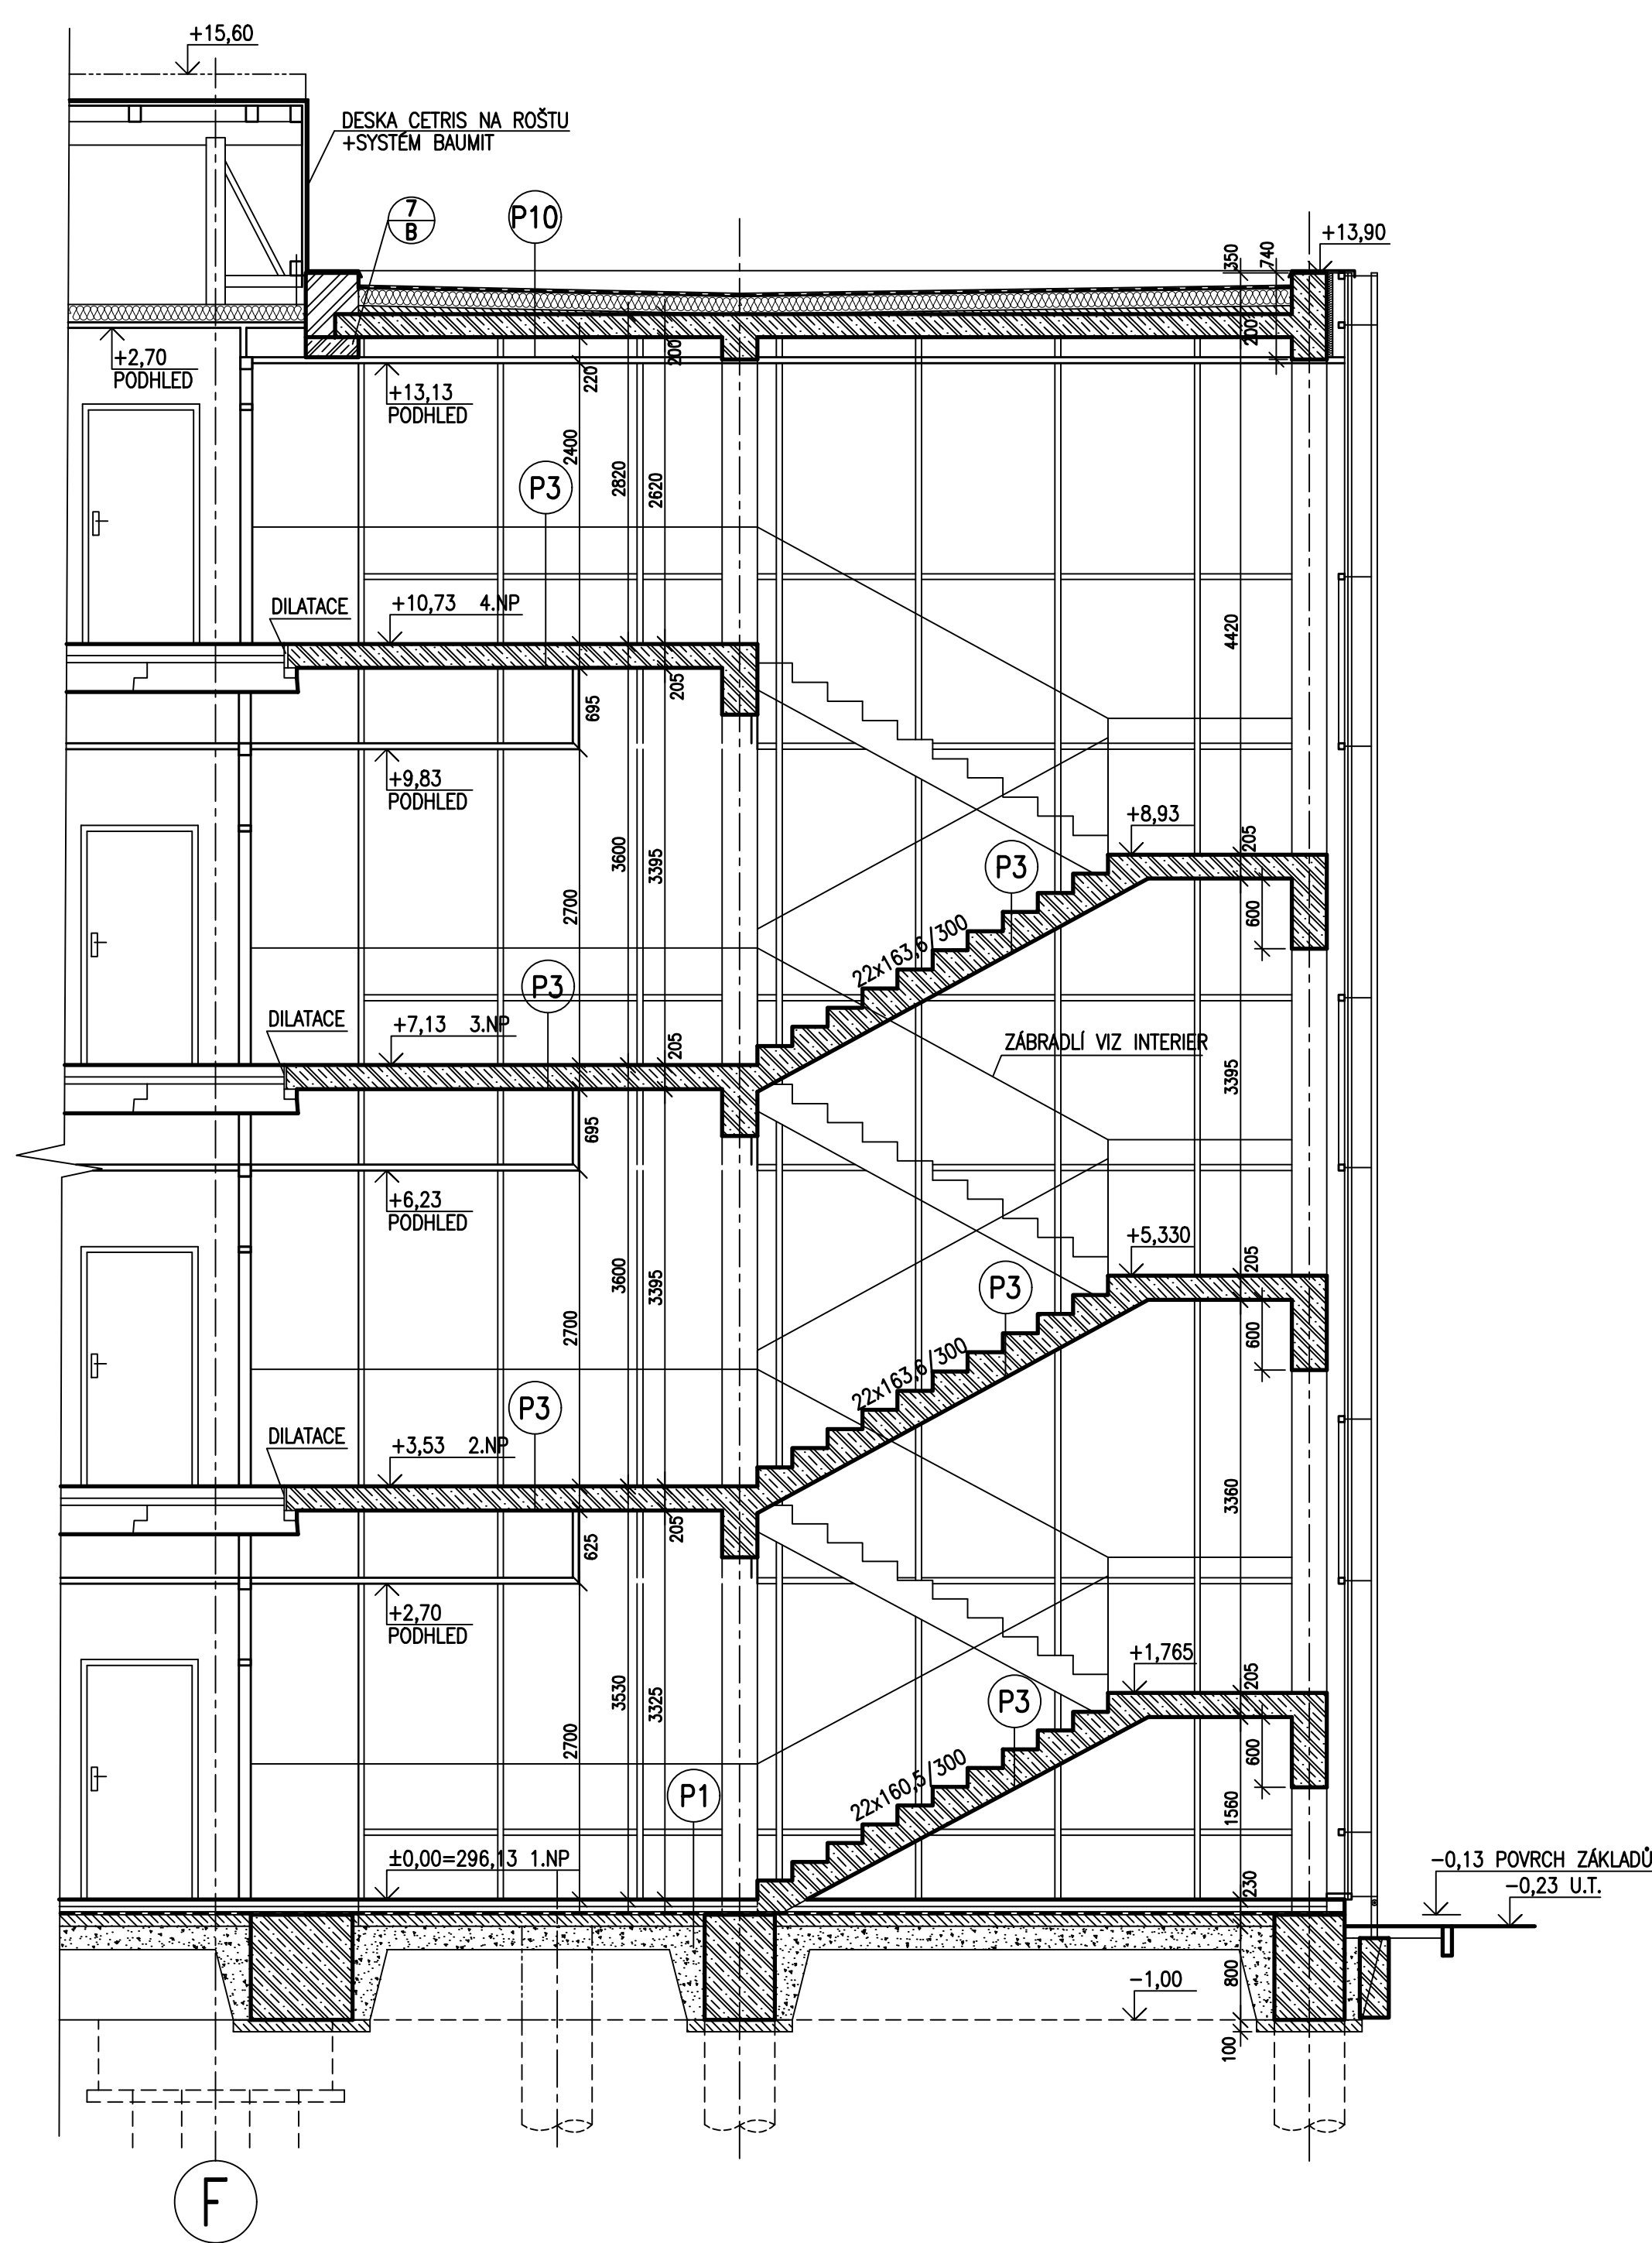 +15,60
DESKA CETRIS NA ROŠTU
+SYSTÉM BAUMIT
7
B
P10
350
740
+13,90
+2,70
PODHLED
+13,13
PODHLED
220
200
200
2400
2820
2620
P3
DILATACE
+10,73 4.NP
4420
695
205
+9,83
PODHLED
+8,93
205
P3
3600
3395
2700
600
22x163,6/300
P3
DILATACE
+7,13 3.NP
205
ZÁBRADLÍ VIZ INTERIER
3395
695
+6,23
PODHLED
+5,330
205
P3
3600
3395
2700
600
22x163,6/300
P3
DILATACE
+3,53 2.NP
3360
625
205
+2,70
PODHLED
+1,765
205
P3
3530
3325
2700
600
22x160,5/300
P1
1560
±0,00=296,13 1.NP
230
-0,13 POVRCH ZÁKLADŮ
-0,23 U.T.
-1,00
800
100
F